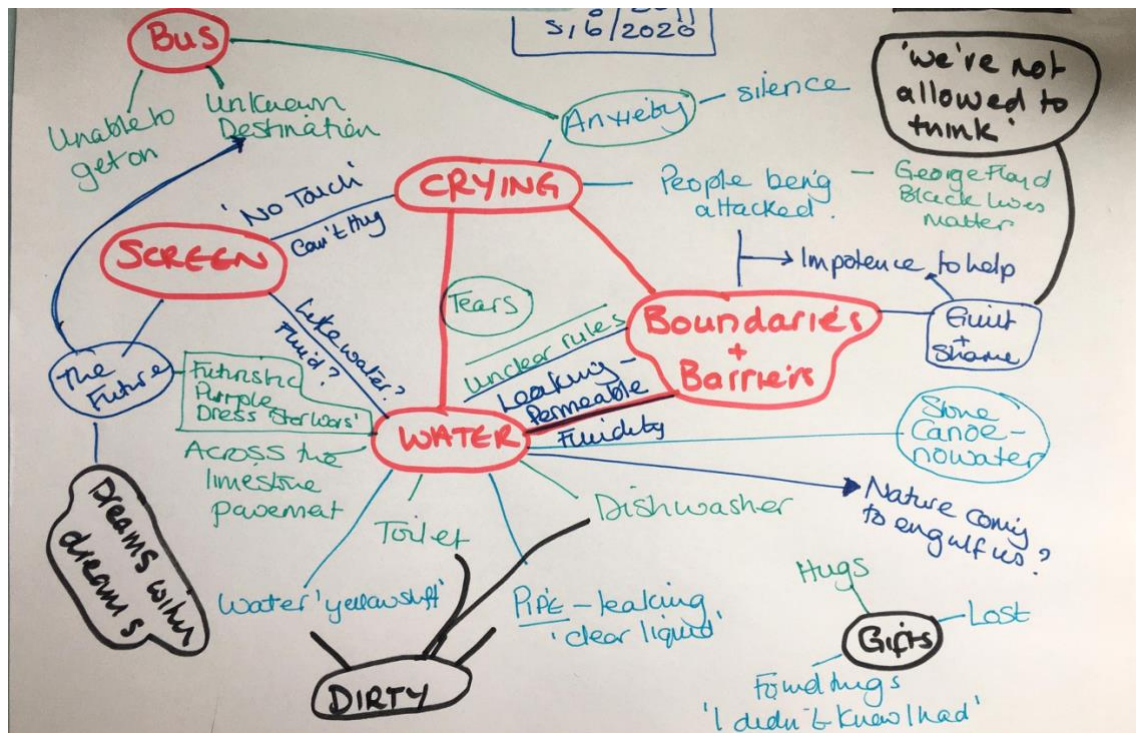 5/6/2020
Bus
Unable to
get on
Unknown
Destination
Anxiety
silence
'we're not
allowed to
think'
CRYING
People being
attacked.
George Floyd
Black lives
matter
'No Touch'
Can't Hug
SCREEN
Impotence to help
Tears
Boundaries
+
Barriers
Guilt
+
Shame
Like water?
Fluid?
unclear rules
Leaking -
Permeable
Fluidity
The
Future
Futuristic
Purple
Dress 'Star Wars'
WATER
Stone
Canoe -
no water
Across the
limestone
pavement
Nature coming
to engulf us?
Dreams within
dreams
Toilet
Dishwasher
Water 'yellow stuff'
PIPE - leaking,
'clear liquid'
DIRTY
Hugs
Lost
Gifts
Found
'I didn't know I had'